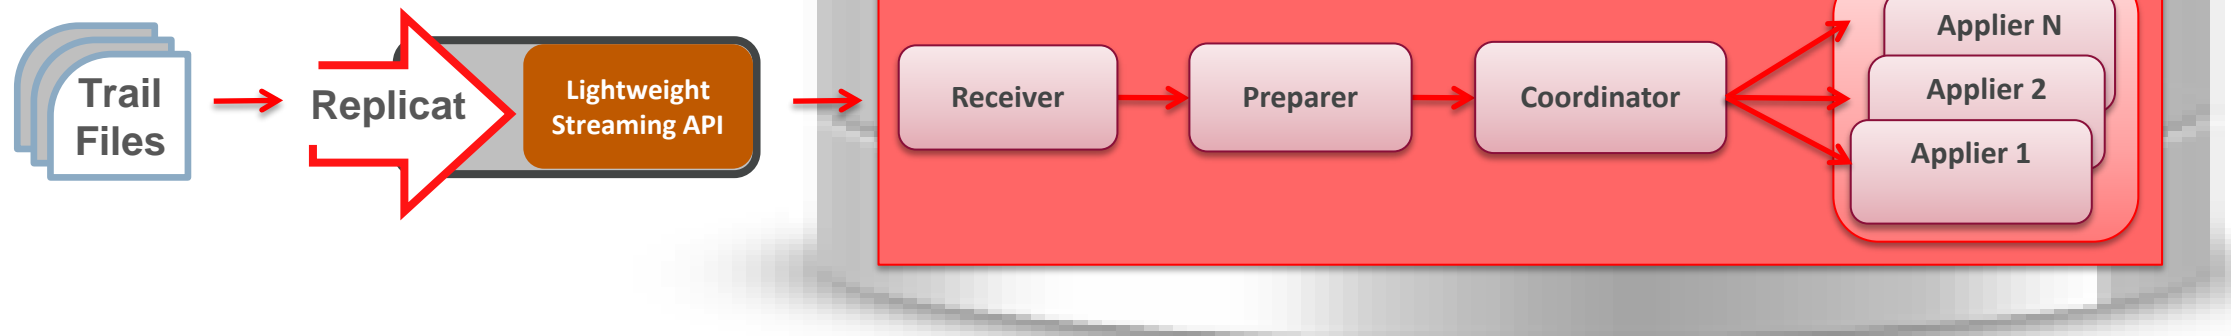 Trail
Files
Replicat
Lightweight
Streaming API
Receiver
Preparer
Coordinator
Applier N
Applier 2
Applier 1